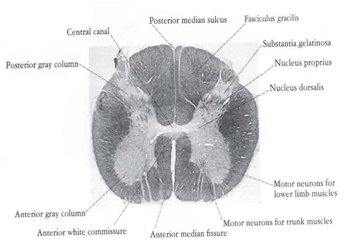 Posterior median sulcus
Fasciculus gracilis
Central canal
Substantia gelatinosa
Posterior gray column
Nucleus proprius
Nucleus dorsalis
Motor neurons for
lower limb muscles
Anterior gray column
Motor neurons for trunk muscles
Anterior white commissure
Anterior median fissure